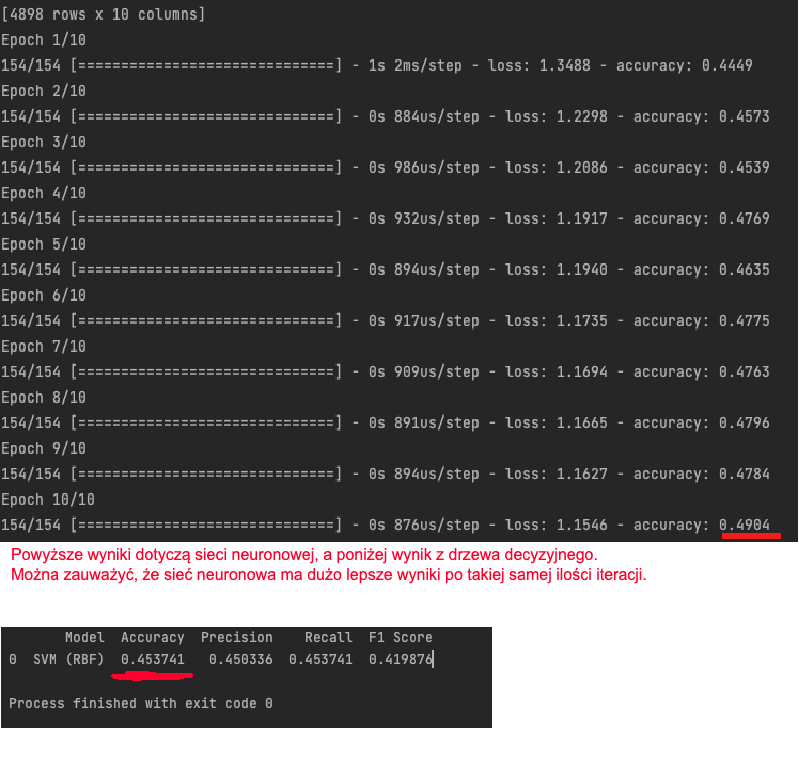 [4898 rows x 10 columns]
Epoch 1/10
154/154 [==============================] - 1s 2ms/step - loss: 1.3488 - accuracy: 0.4449
Epoch 2/10
154/154 [==============================] - 0s 884us/step - loss: 1.2298 - accuracy: 0.4573
Epoch 3/10
154/154 [==============================] - 0s 986us/step - loss: 1.2086 - accuracy: 0.4539
Epoch 4/10
154/154 [==============================] - 0s 932us/step - loss: 1.1917 - accuracy: 0.4769
Epoch 5/10
154/154 [==============================] - 0s 894us/step - loss: 1.1940 - accuracy: 0.4635
Epoch 6/10
154/154 [==============================] - 0s 917us/step - loss: 1.1735 - accuracy: 0.4775
Epoch 7/10
154/154 [==============================] - 0s 909us/step - loss: 1.1694 - accuracy: 0.4763
Epoch 8/10
154/154 [==============================] - 0s 891us/step - loss: 1.1665 - accuracy: 0.4796
Epoch 9/10
154/154 [==============================] - 0s 894us/step - loss: 1.1627 - accuracy: 0.4784
Epoch 10/10
154/154 [==============================] - 0s 876us/step - loss: 1.1546 - accuracy: 0.4904
Powyższe wyniki dotyczą sieci neuronowej, a poniżej wynik z drzewa decyzyjnego.
Można zauważyć, że sieć neuronowa ma dużo lepsze wyniki po takiej samej ilości iteracji.
Model Accuracy Precision Recall F1 Score
0 SVM (RBF) 0.453741 0.450336 0.453741 0.419876
Process finished with exit code 0